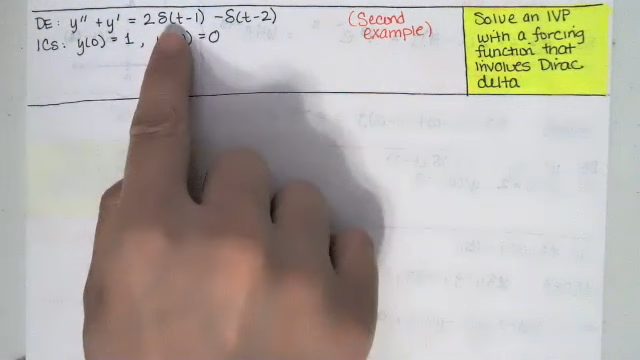 DE: y'' + y' = 2δ(t-1) - δ(t-2)
ICs: y(0) = 1, ) = 0
(Second
example)
Solve an IVP
with a forcing
function that
involves Dirac
delta